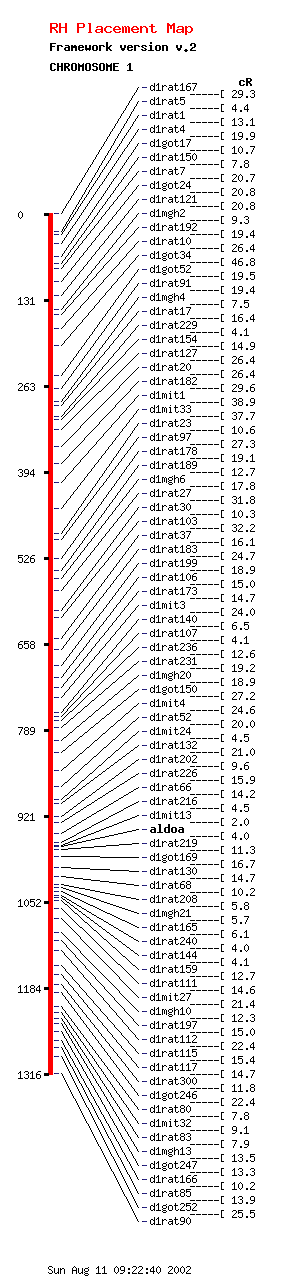 RH Placement Map
Framework version v.2
CHROMOSOME 1
cR
d1rat167
[ 29.3
d1rat5
[ 4.4
d1rat1
[ 13.1
d1rat4
[ 19.9
d1got17
[ 10.7
d1rat150
[ 7.8
d1rat7
[ 20.7
d1got24
[ 20.8
d1rat121
[ 20.8
d1mgh2
[ 9.3
0
d1rat192
[ 19.4
d1rat10
[ 26.4
d1got34
[ 46.8
d1got52
[ 19.5
d1rat91
[ 19.4
d1mgh4
[ 7.5
131
d1rat17
[ 16.4
d1rat229
[ 4.1
d1rat154
[ 14.9
d1rat127
[ 26.4
d1rat20
[ 26.4
d1rat182
[ 29.6
263
d1mit1
[ 38.9
d1mit33
[ 37.7
d1rat23
[ 10.6
d1rat97
[ 27.3
d1rat178
[ 19.1
d1rat189
[ 12.7
394
d1mgh6
[ 17.8
d1rat27
[ 31.8
d1rat30
[ 10.3
d1rat103
[ 32.2
d1rat37
[ 16.1
d1rat183
[ 24.7
526
d1rat199
[ 18.9
d1rat106
[ 15.0
d1rat173
[ 14.7
d1mit3
[ 24.0
d1rat140
[ 6.5
d1rat107
[ 4.1
658
d1rat236
[ 12.6
d1rat231
[ 19.2
d1mgh20
[ 18.9
d1got150
[ 27.2
d1mit4
[ 24.6
d1rat52
[ 20.0
789
d1mit24
[ 4.5
d1rat132
[ 21.0
d1rat202
[ 9.6
d1rat226
[ 15.9
d1rat66
[ 14.2
d1rat216
[ 4.5
921
d1mit13
[ 2.0
aldoa
[ 4.0
d1rat219
[ 11.3
d1got169
[ 16.7
d1rat130
[ 14.7
d1rat68
[ 10.2
1052
d1rat208
[ 5.8
d1mgh21
[ 5.7
d1rat165
[ 6.1
d1rat240
[ 4.0
d1rat144
[ 4.1
d1rat159
[ 12.7
d1rat111
[ 14.6
1184
d1mit27
[ 21.4
d1mgh10
[ 12.3
d1rat197
[ 15.0
d1rat112
[ 22.4
d1rat115
[ 15.4
d1rat117
[ 14.7
1316
d1rat300
[ 11.8
d1got246
[ 22.4
d1rat80
[ 7.8
d1mit32
[ 9.1
d1rat83
[ 7.9
d1mgh13
[ 13.5
d1got247
[ 13.3
d1rat166
[ 10.2
d1rat85
[ 13.9
d1got252
[ 25.5
d1rat90
Sun Aug 11 09:22:40 2002